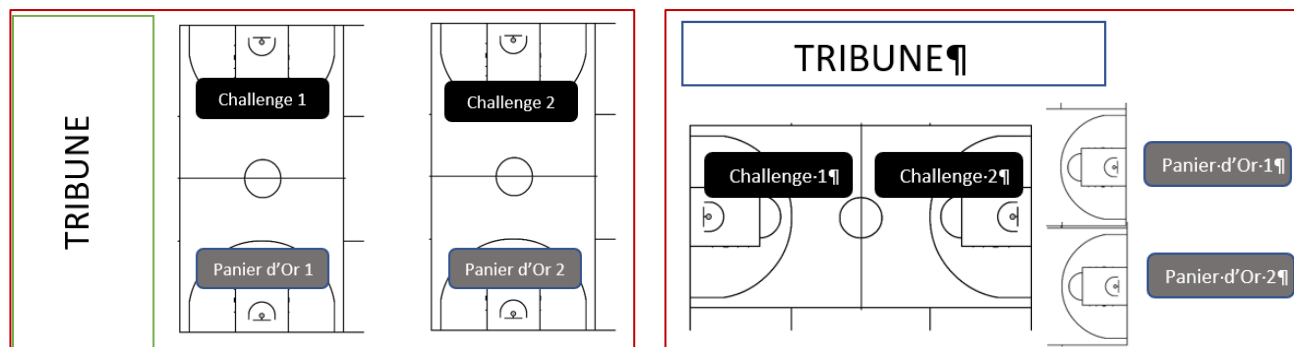 TRIBUNE
Challenge 1
Challenge 2
Panier d'Or 1
Panier d'Or 2
TRIBUNE¶
Challenge·1¶
Challenge·2¶
Panier·d'Or·1¶
Panier·d'Or·2¶